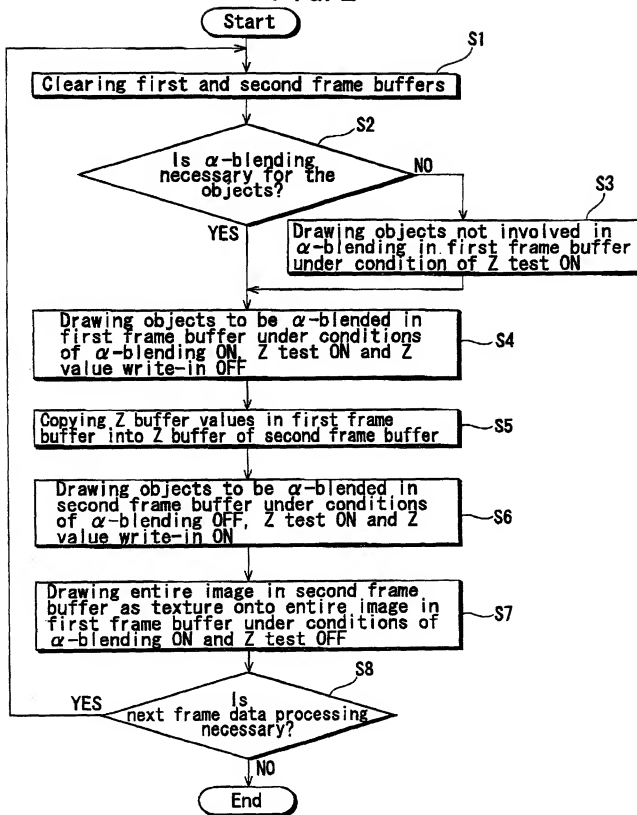 Start
S1
Clearing first and second frame buffers
S2
Is α-blending
necessary for the
objects?
NO
YES
S3
Drawing objects not involved in
α-blending in first frame buffer
under condition of Z test ON
Drawing objects to be α-blended in
first frame buffer under conditions
of α-blending ON, Z test ON and Z
value write-in OFF
S4
Copying Z buffer values in first frame
buffer into Z buffer of second frame buffer
S5
Drawing objects to be α-blended in
second frame buffer under conditions
of α-blending OFF, Z test ON and Z
value write-in ON
S6
Drawing entire image in second frame
buffer as texture onto entire image in
first frame buffer under conditions of
α-blending ON and Z test OFF
S7
S8
YES
Is
next frame data processing
necessary?
NO
End